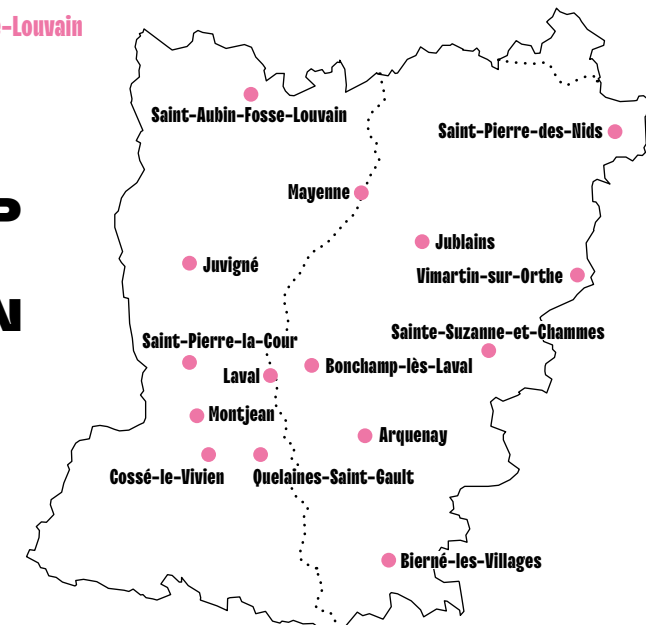 -Louvain
Saint-Aubin-Fosse-Louvain
Saint-Pierre-des-Nids
P
Mayenne
Jublains
Juvigné
Vimartin-sur-Orthe
N
Sainte-Suzanne-et-Chammes
Saint-Pierre-la-Cour
Bonchamp-lès-Laval
Laval
Montjean
Arquenay
Cossé-le-Vivien
Quelaines-Saint-Gault
Bierné-les-Villages